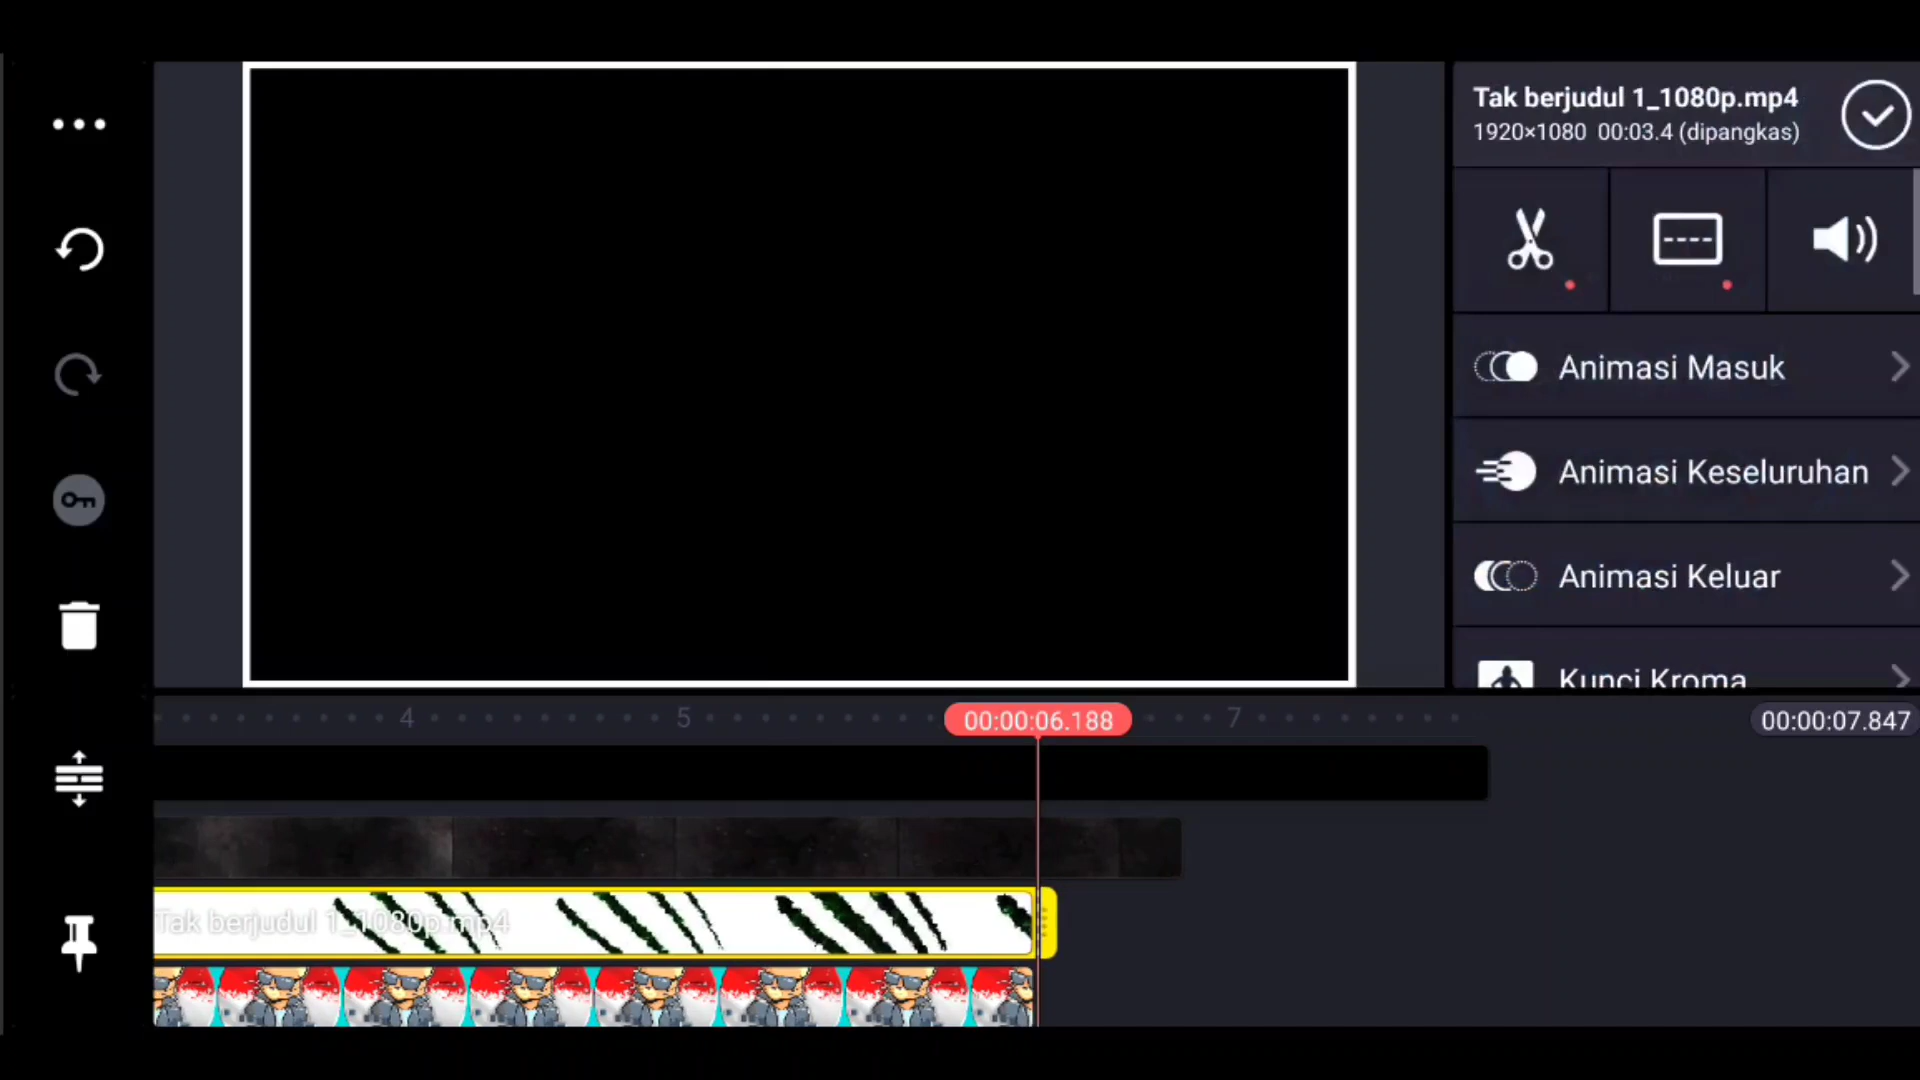 Tak berjudul 1_1080p.mp4
1920×1080 00:03.4 (dipangkas)
Animasi Masuk
Animasi Keseluruhan
Animasi Keluar
Kunci Kroma
4
5
00:00:06.188
7
00:00:07.847
Tak berjudul 1_1080p.mp4